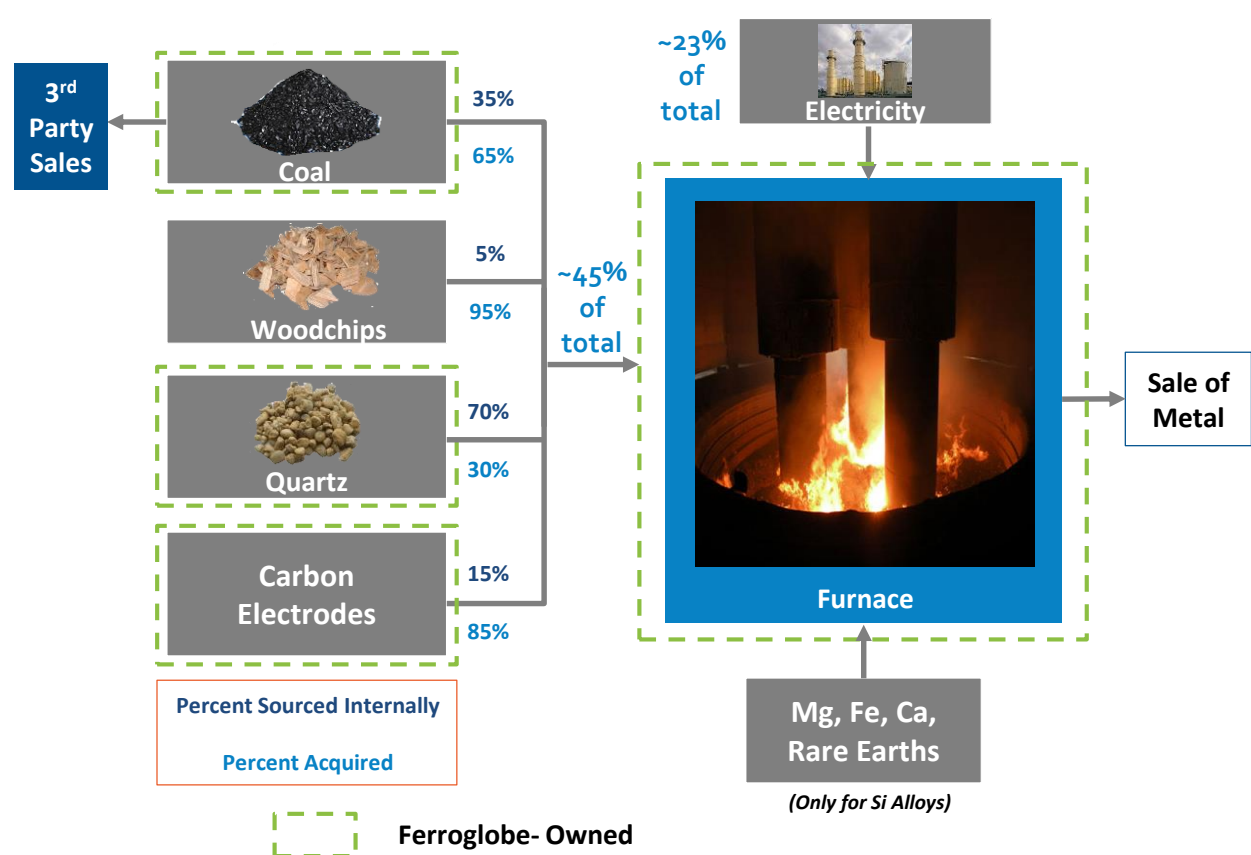 3rd
Party
Sales
Coal
35%
65%
Woodchips
5%
95%
Quartz
70%
30%
Carbon
Electrodes
15%
85%
~45%
of
total
~23%
of
total
Electricity
Furnace
Sale of
Metal
Mg, Fe, Ca,
Rare Earths
(Only for Si Alloys)
Percent Sourced Internally
Percent Acquired
Ferroglobe- Owned